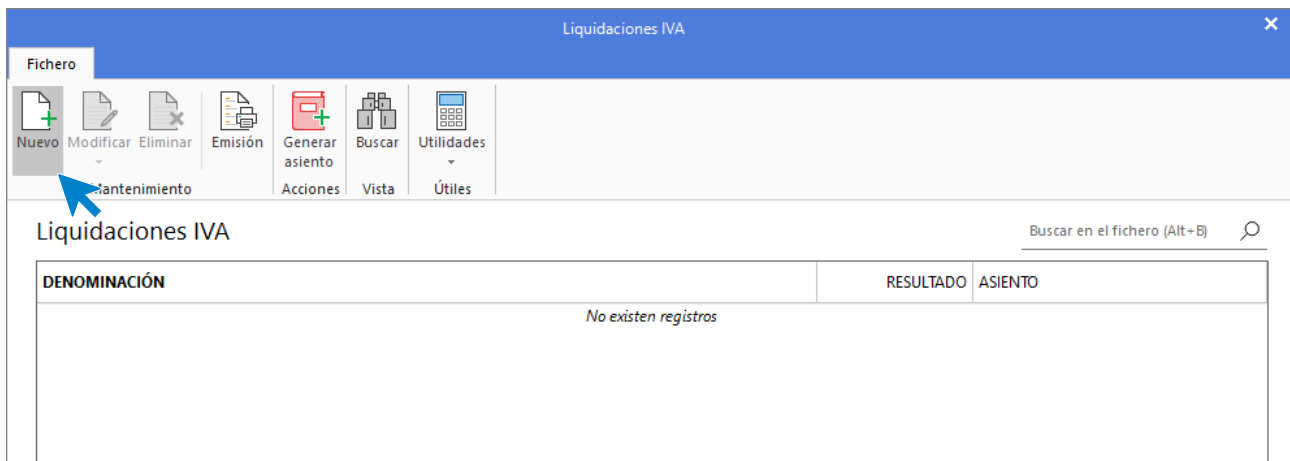 Liquidaciones IVA
Fichero
Nuevo Modificar Eliminar Emisión Generar asiento Buscar Utilidades
Acciones Vista Útiles
Liquidaciones IVA
Buscar en el fichero (Alt+B)
DENOMINACIÓN RESULTADO ASIENTO
No existen registros